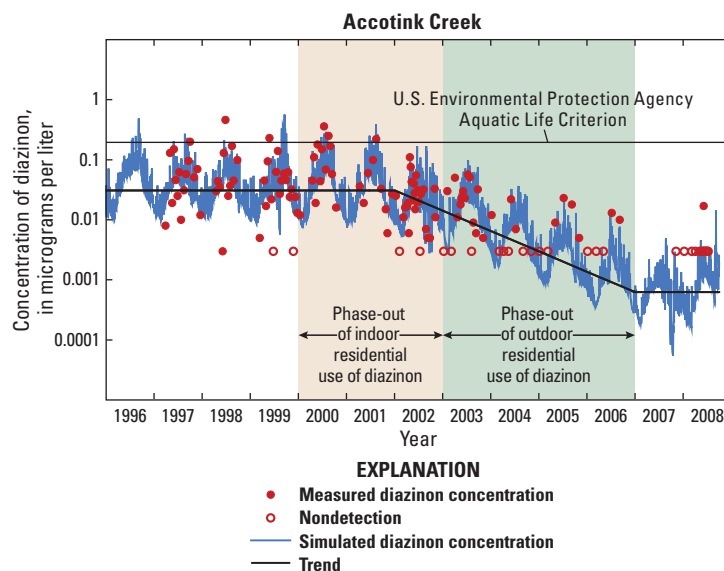 Accotink Creek
Concentration of diazinon,
in micrograms per liter
1
0.1
0.01
0.001
0.0001
U.S. Environmental Protection Agency
Aquatic Life Criterion
Phase-out
of indoor
residential
use of diazinon
Phase-out
of outdoor
residential
use of diazinon
1996 1997 1998 1999 2000 2001 2002 2003 2004 2005 2006 2007 2008
Year
EXPLANATION
Measured diazinon concentration
Nondetection
Simulated diazinon concentration
Trend